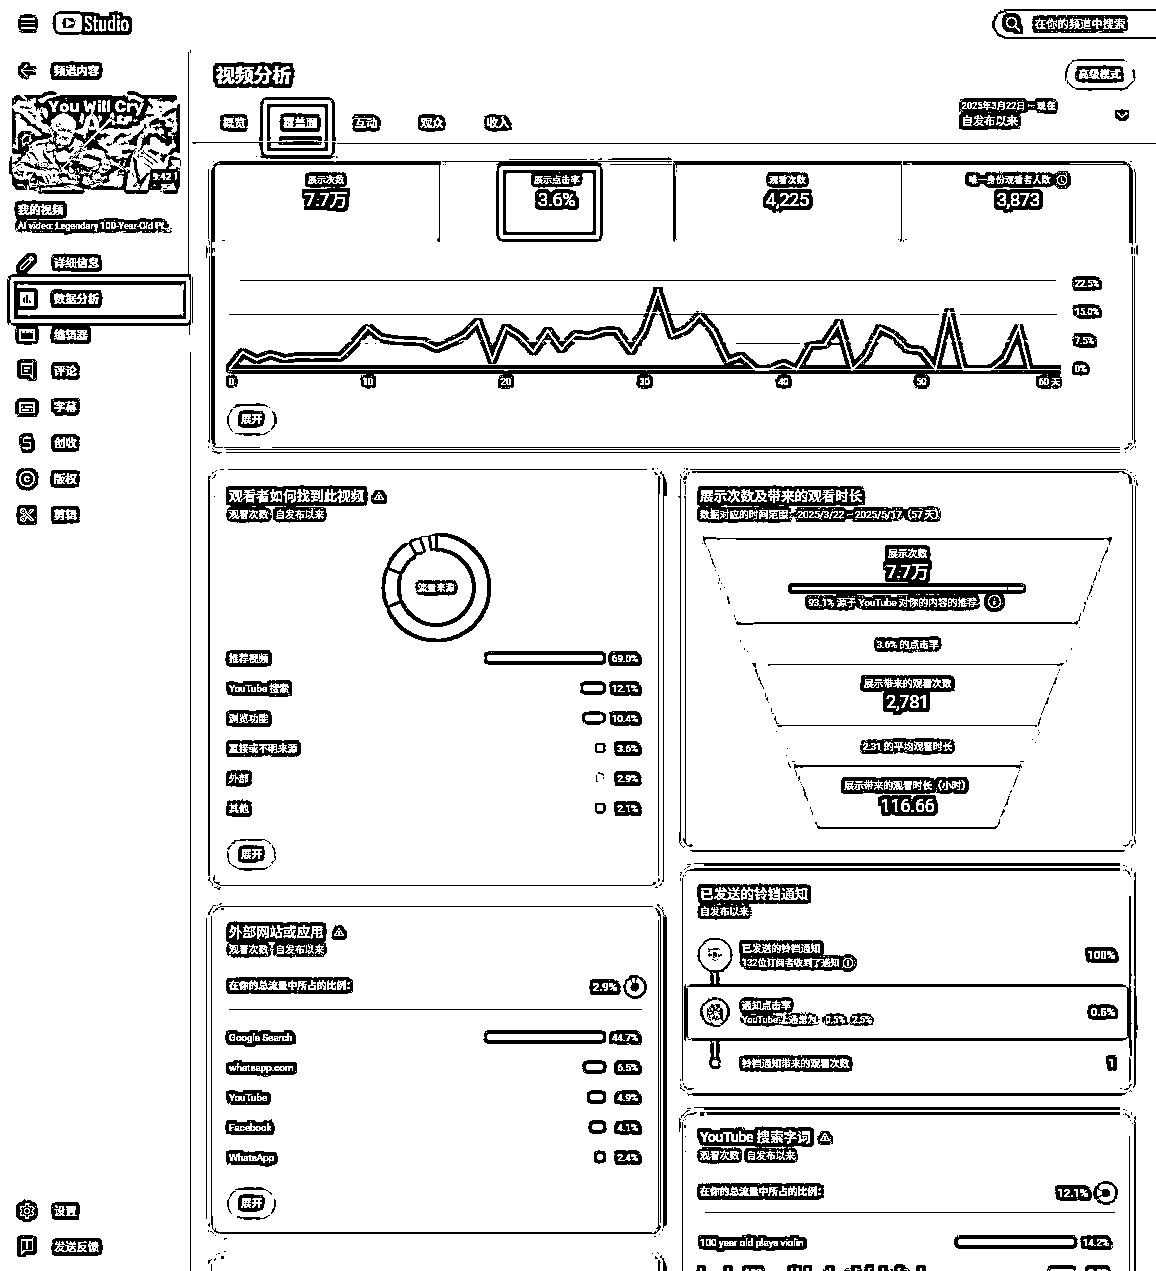 Studio
在你的频道中搜索
频道内容
You Will Cry
9:42
我的视频
视频分析
高级模式
2025年3月22日 – 现在
自发布以来
概览
覆盖面
互动
观众
收入
详细信息
数据分析
编辑器
评论
字幕
创收
版权
剪辑
设置
发送反馈
展示次数
7.7万
展示点击率
3.6%
观看次数
4,225
唯一身份观看者人数
3,873
22.5%
15.0%
7.5%
0%
0
10
20
30
40
50
60 天
展开
观看者如何找到此视频
观看次数 · 自发布以来
流量来源
推荐视频 69.0%
YouTube 搜索 12.1%
浏览功能 10.4%
直接或不明来源 3.6%
外部 2.9%
其他 2.1%
展开
外部网站或应用
观看次数 · 自发布以来
在你的总流量中所占的比例: 2.9%
Google Search 44.7%
whatsapp.com 6.5%
YouTube 4.9%
Facebook 4.1%
WhatsApp 2.4%
展开
展示次数及带来的观看时长
数据对应的时间范围：2025/3/22 – 2025/5/17（57 天）
展示次数
7.7万
93.1% 源于 YouTube 对你的内容的推荐
3.6% 的点击率
展示带来的观看次数
2,781
2:31 的平均观看时长
展示带来的观看时长（小时）
116.66
已发送的铃铛通知
自发布以来
已发送的铃铛通知 100%
132位订阅者收到了通知
通知点击率
YouTube上通常为
铃铛通知带来的观看次数 1
YouTube 搜索字词
观看次数 · 自发布以来
在你的总流量中所占的比例: 12.1%
100 year old plays violin 14.2%